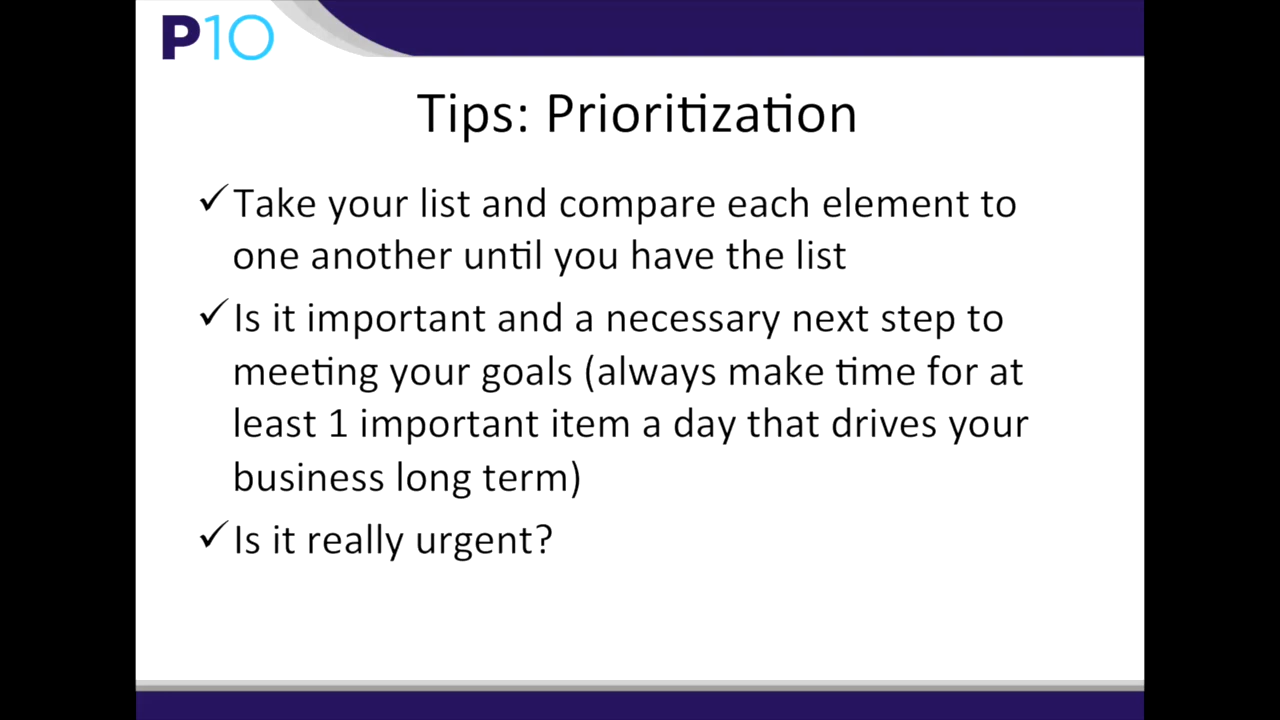 P10
Tips: Prioritization
✓Take your list and compare each element to
one another until you have the list
✓Is it important and a necessary next step to
meeting your goals (always make time for at
least 1 important item a day that drives your
business long term)
✓Is it really urgent?